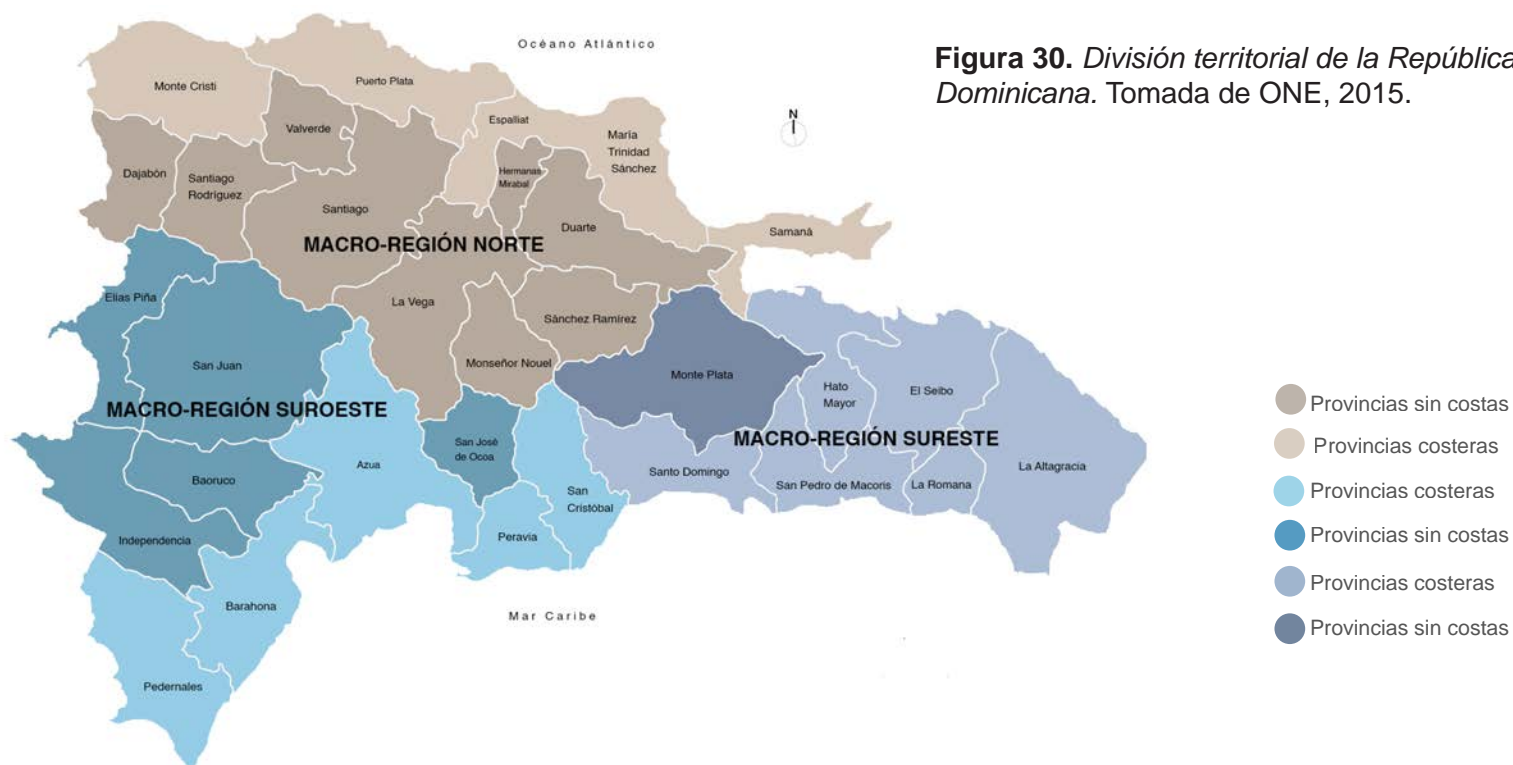 Océano Atlántico
Figura 30. División territorial de la República
Dominicana. Tomada de ONE, 2015.
Monte Cristi
Puerto Plata
N
Valverde
Espalliat
María
Trinidad
Sánchez
Dajabón
Santiago
Rodríguez
Hermanas
Mirabal
Santiago
Duarte
Samaná
MACRO-REGIÓN NORTE
Elias Piña
La Vega
Sánchez Ramírez
San Juan
Monseñor Nouel
Monte Plata
Hato
Mayor
El Seibo
MACRO-REGIÓN SUROESTE
MACRO-REGIÓN SURESTE
San José
de Ocoa
Azua
Santo Domingo
La Altagracia
Baoruco
San
Cristóbal
San Pedro de Macoris
La Romana
Independencia
Peravia
Barahona
Mar Caribe
Pedernales
Provincias sin costas
Provincias costeras
Provincias costeras
Provincias sin costas
Provincias costeras
Provincias sin costas